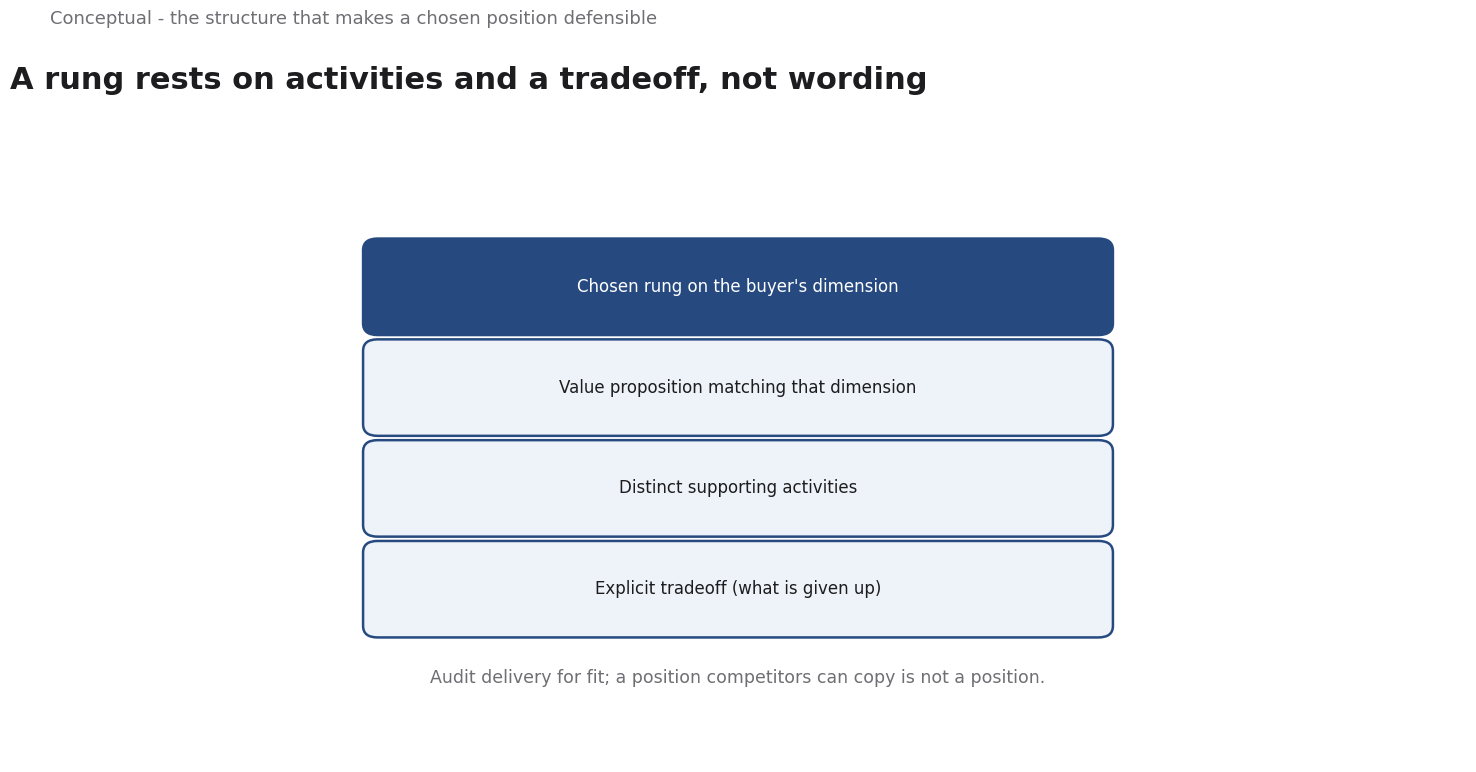 Conceptual - the structure that makes a chosen position defensible
A rung rests on activities and a tradeoff, not wording
Chosen rung on the buyer's dimension
Value proposition matching that dimension
Distinct supporting activities
Explicit tradeoff (what is given up)
Audit delivery for fit; a position competitors can copy is not a position.